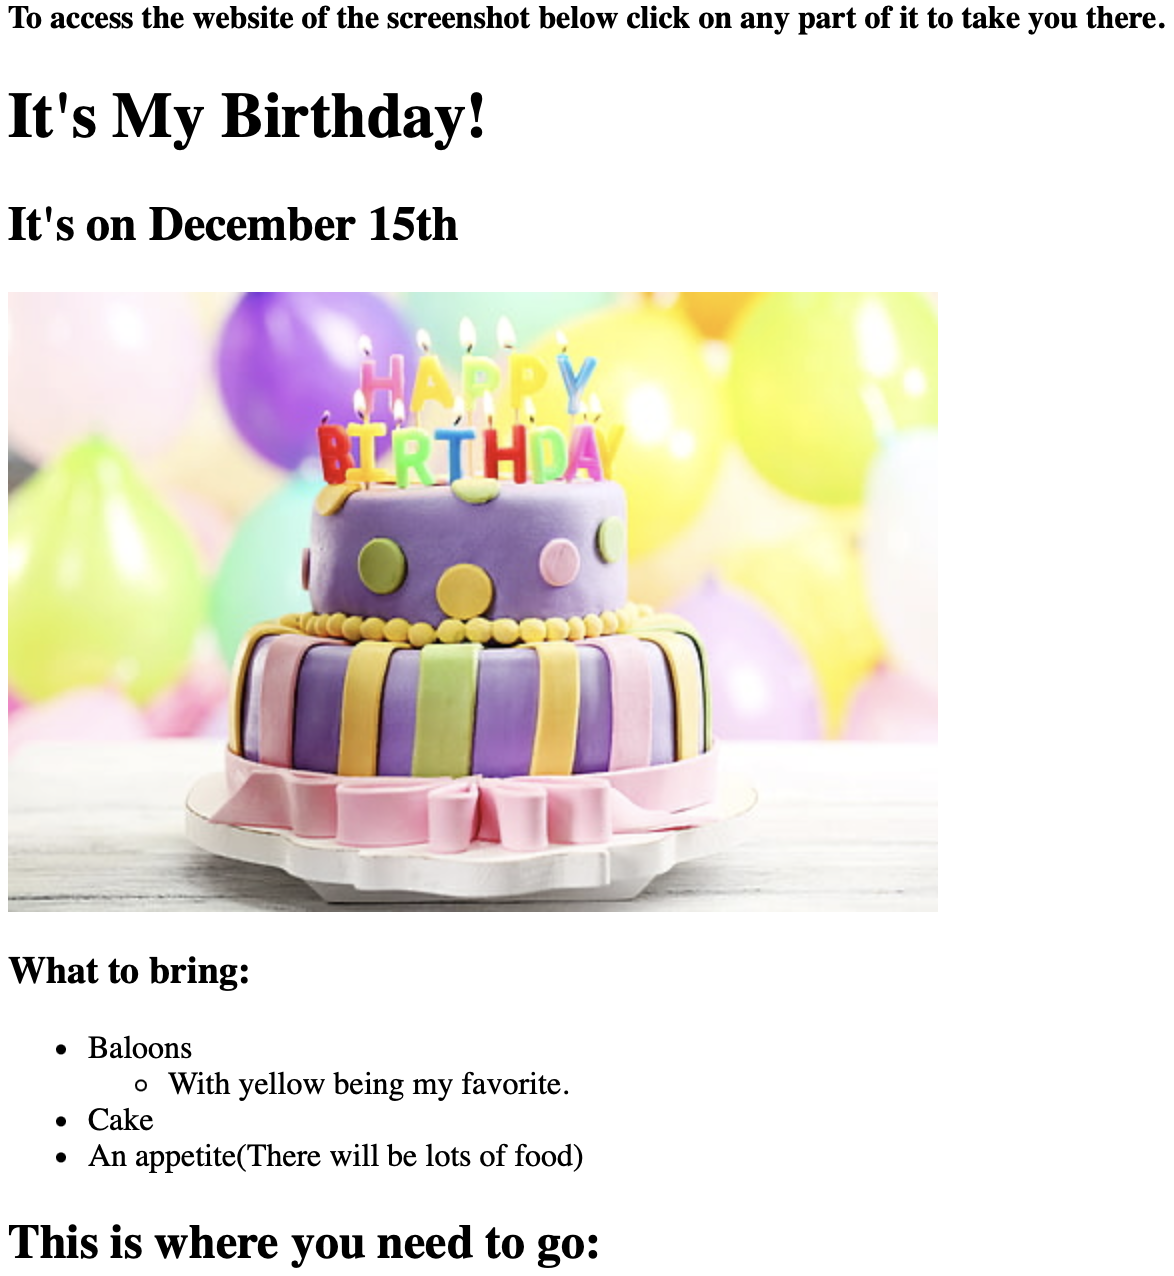 To access the website of the screenshot below click on any part of it to take you there.
It's My Birthday!
It's on December 15th
HAPPY
BIRTHDAY
What to bring:
Baloons
With yellow being my favorite.
Cake
An appetite(There will be lots of food)
This is where you need to go: